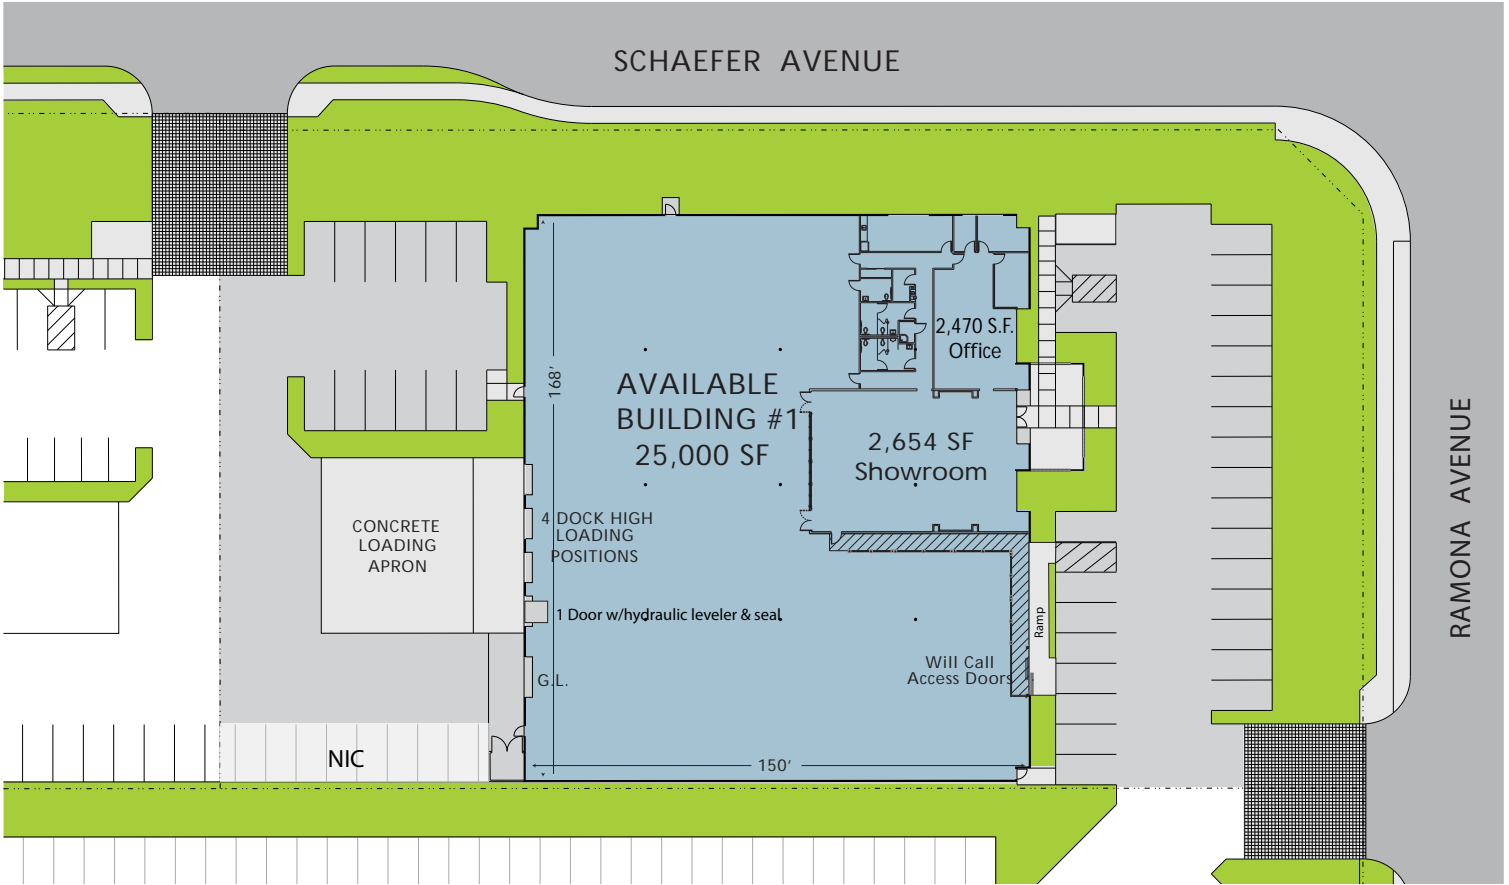 SCHAEFER AVENUE
RAMONA AVENUE
2,470 S.F.
Office
168'
AVAILABLE
BUILDING #1
25,000 SF
2,654 SF
Showroom
CONCRETE
LOADING
APRON
4 DOCK HIGH
LOADING
POSITIONS
1 Door w/hydraulic leveler & seal
Ramp
Will Call
Access Doors
G.L.
NIC
150'